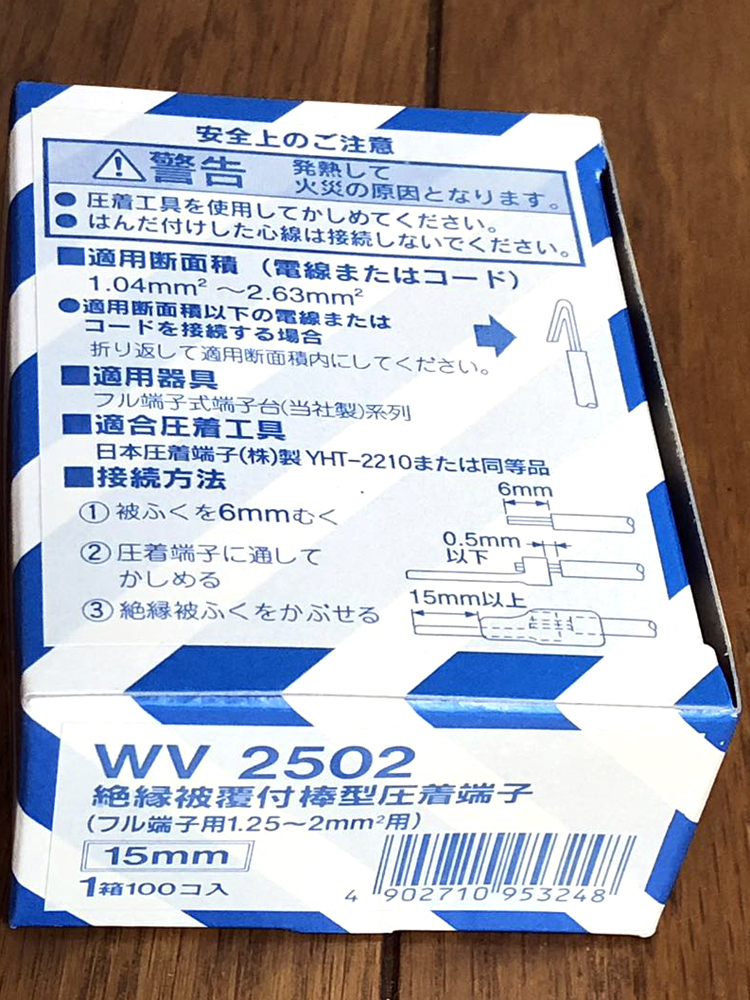 安全上のご注意
警告 発熱して
火災の原因となります。
●圧着工具を使用してかしめてください。
●はんだ付けした心線は接続しないでください。
■適用断面積（電線またはコード）
1.04mm²～2.63mm²
●適用断面積以下の電線または
コードを接続する場合
折り返して適用断面積内にしてください。
■適用器具
フル端子式端子台(当社製)系列
■適合圧着工具
日本圧着端子(株)製 YHT-2210または同等品
■接続方法
①被ふくを6mmむく
6mm
②圧着端子に通して
かしめる
0.5mm
以下
③絶縁被ふくをかぶせる
15mm以上
WV 2502
絶縁被覆付棒型圧着端子
(フル端子用1.25～2mm²用)
15mm
1箱100コ入
4 902710 953248